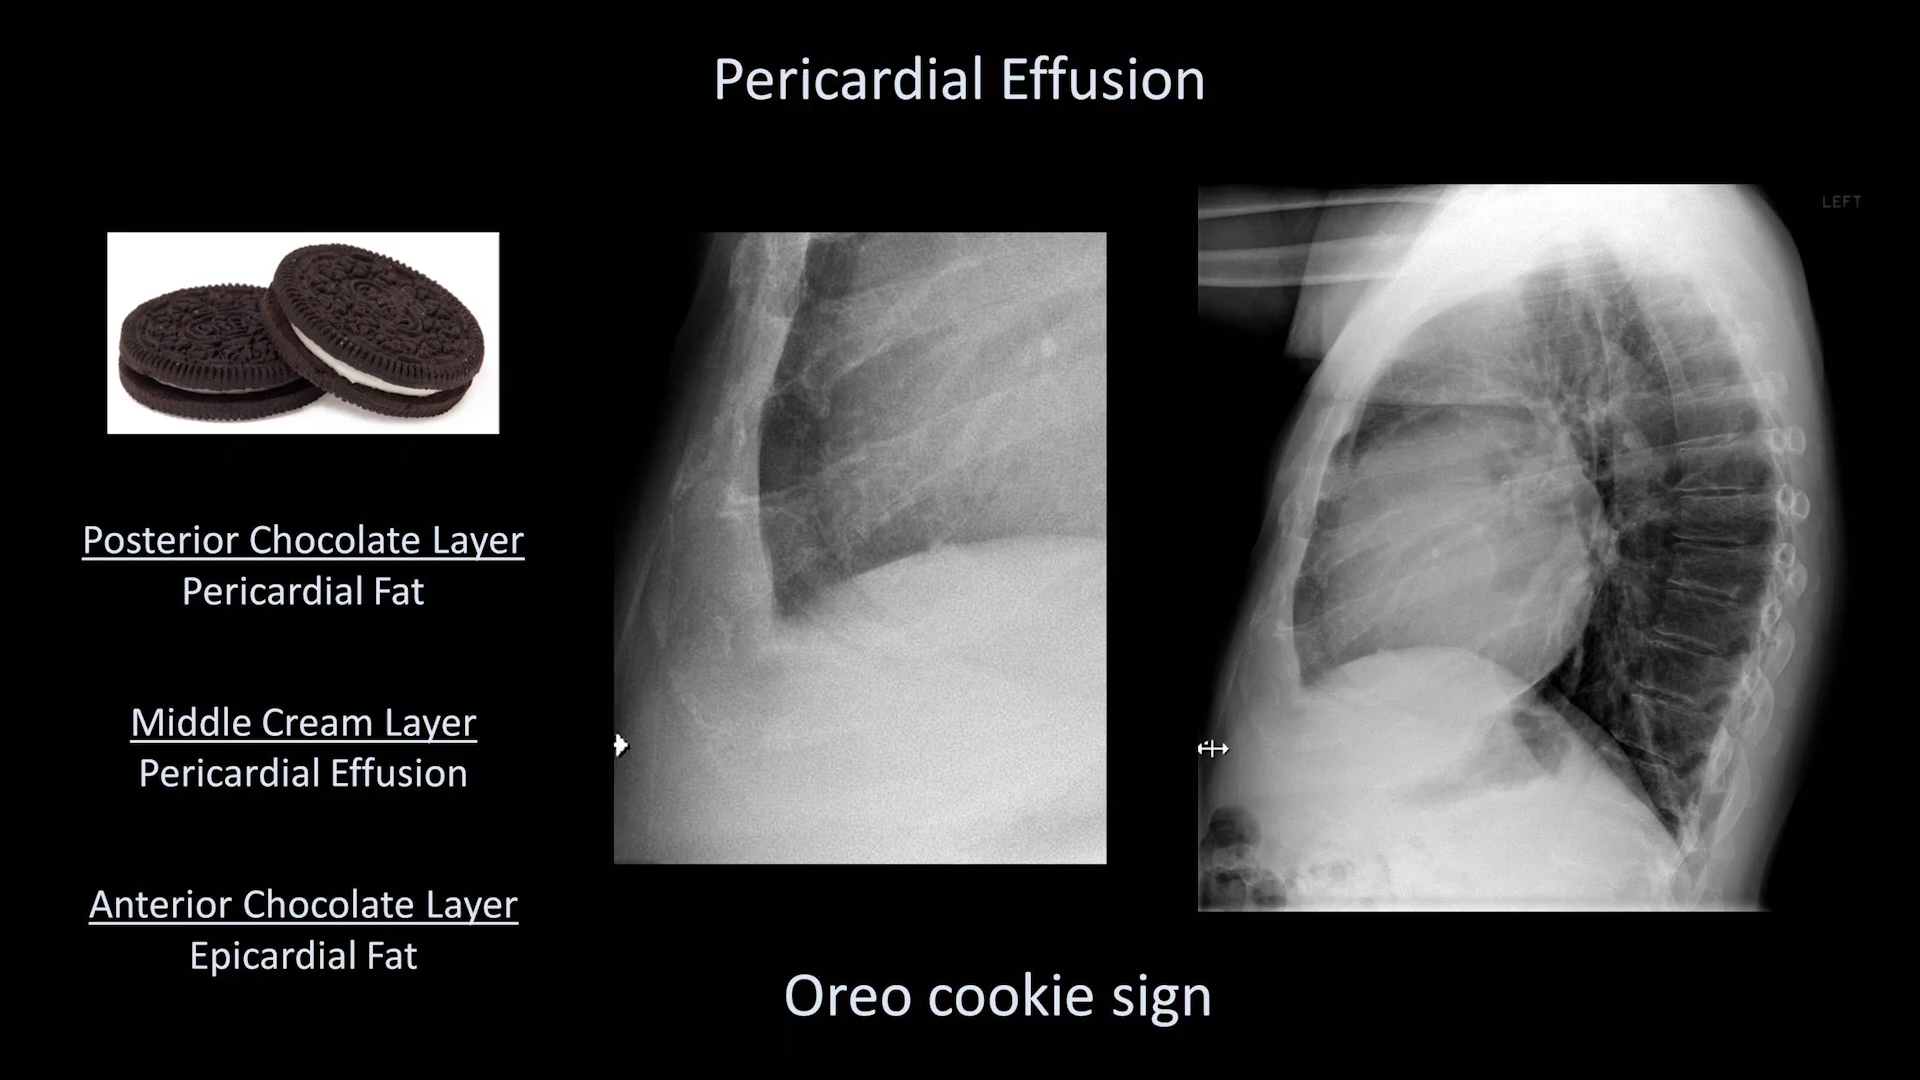 Pericardial Effusion
LEFT
Posterior Chocolate Layer
Pericardial Fat
Middle Cream Layer
Pericardial Effusion
Anterior Chocolate Layer
Epicardial Fat
Oreo cookie sign